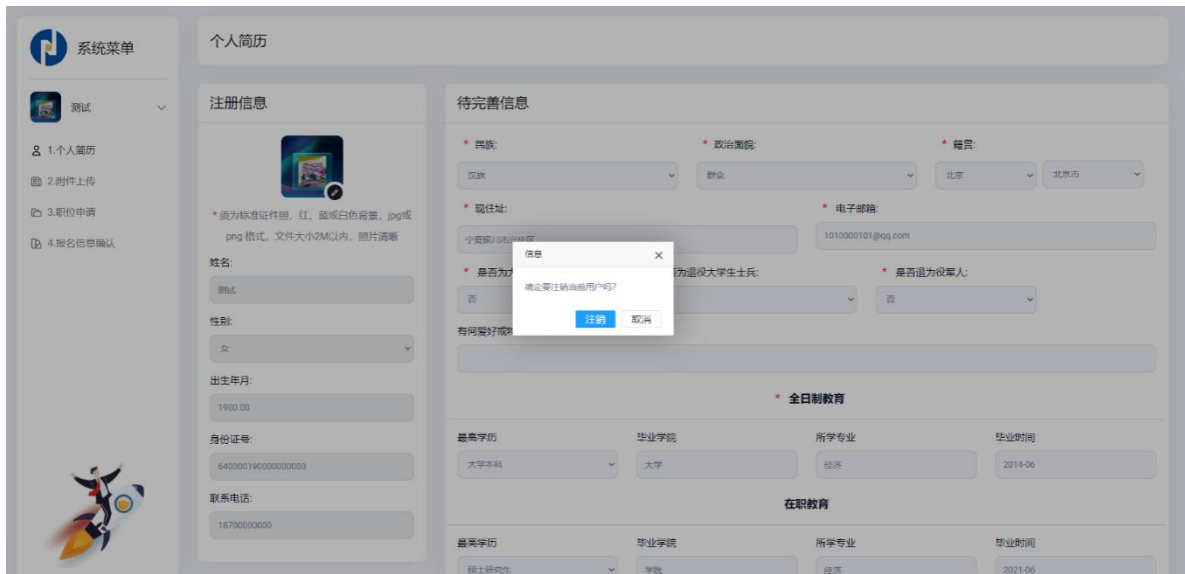 系统菜单
测试
1.个人简历
2.附件上传
3.职位申请
4.报名信息确认
个人简历
注册信息
*须为标准证件照，红、蓝或白色背景，jpg或
png 格式，文件大小2M以内，照片清晰
姓名:
测试
性别:
女
出生年月:
1900.00
身份证号:
640000190000000000
联系电话:
18700000000
待完善信息
* 民族: * 政治面貌: * 籍贯:
汉族 群众 北京 北京市
* 现住址: * 电子邮箱:
宁夏银川市 1010000101@qq.com
* 是否为 为退役大学生士兵: * 是否退为役军人:
否 否
有何爱好或
信息
确定要注销当前用户吗?
注销 取消
* 全日制教育
最高学历 毕业学院 所学专业 毕业时间
大学本科 大学 经济 2014-06
在职教育
最高学历 毕业学院 所学专业 毕业时间
硕士研究生 学院 经济 2021-06